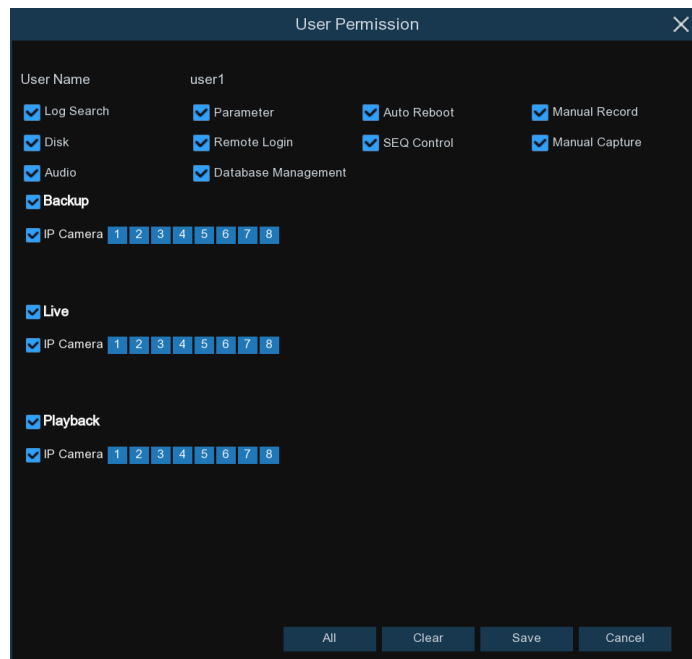 User Permission
User Name user1
Log Search Parameter Auto Reboot Manual Record
Disk Remote Login SEQ Control Manual Capture
Audio Database Management
Backup
IP Camera 1 2 3 4 5 6 7 8
Live
IP Camera 1 2 3 4 5 6 7 8
Playback
IP Camera 1 2 3 4 5 6 7 8
All Clear Save Cancel